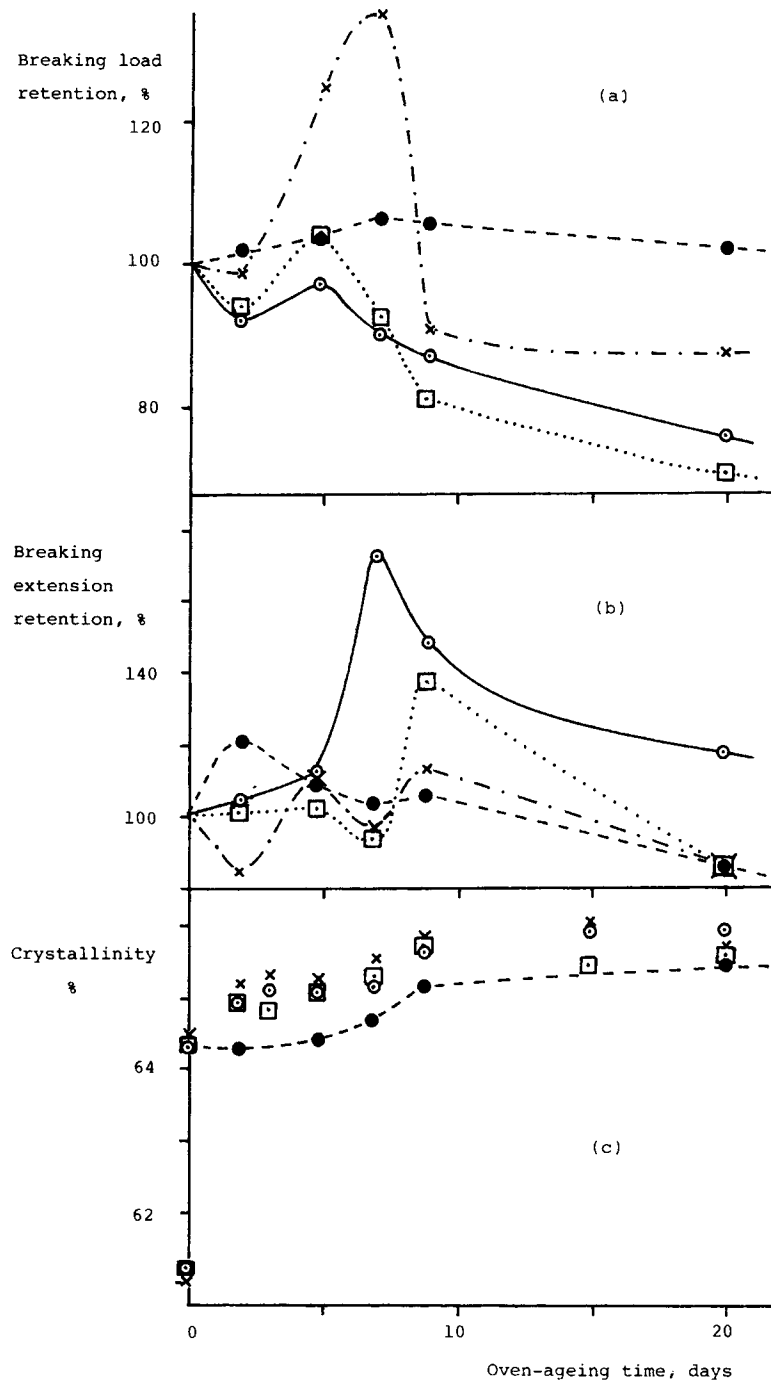 Breaking load
retention, %
(a)
120
100
80
Breaking
extension
retention, %
(b)
140
100
Crystallinity
%
64
(c)
62
0 10 20
Oven-ageing time, days